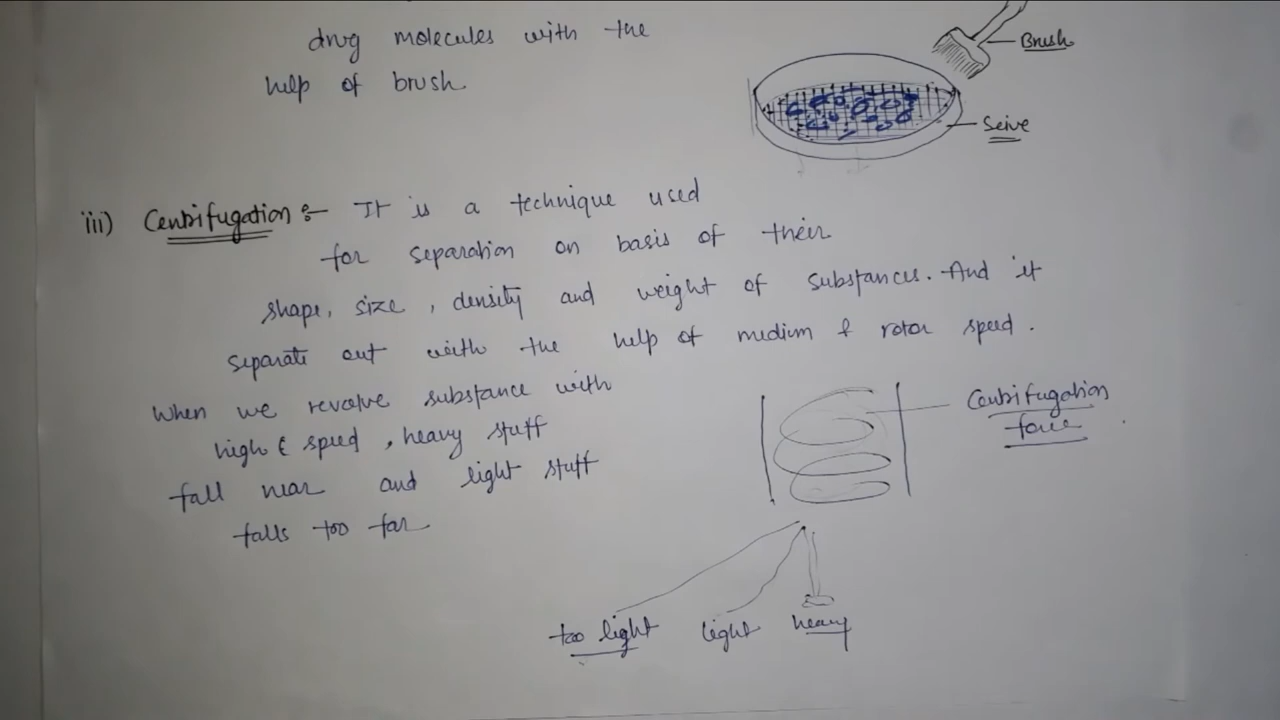 drug molecules with the
help of brush
Brush
Seive
iii) Centrifugation :- It is a technique used
for separation on basis of their
shape, size, density and weight of substances. And it
separate out with the help of medium & rotor speed.
When we revolve substance with
high & speed, heavy stuff
fall near and light stuff
falls too far
Centrifugation
force
too light light heavy